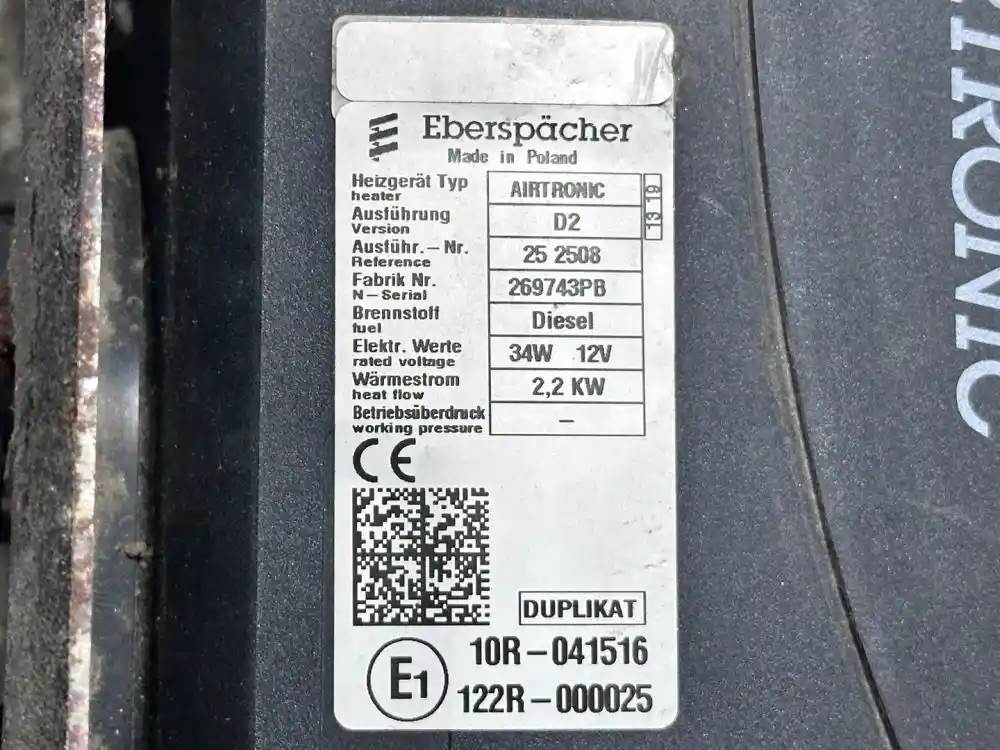 Eberspächer
Made in Poland
Heizgerät Typ
heater
AIRTRONIC
13 19
Ausführung
Version
D2
Ausführ.-Nr.
Reference
25 2508
Fabrik Nr.
N-Serial
269743PB
Brennstoff
fuel
Diesel
Elektr. Werte
rated voltage
34W 12V
Wärmestrom
heat flow
2,2 KW
Betriebsüberdruck
working pressure
–
CE
DUPLIKAT
E1
10R-041516
122R-000025
TRONIC